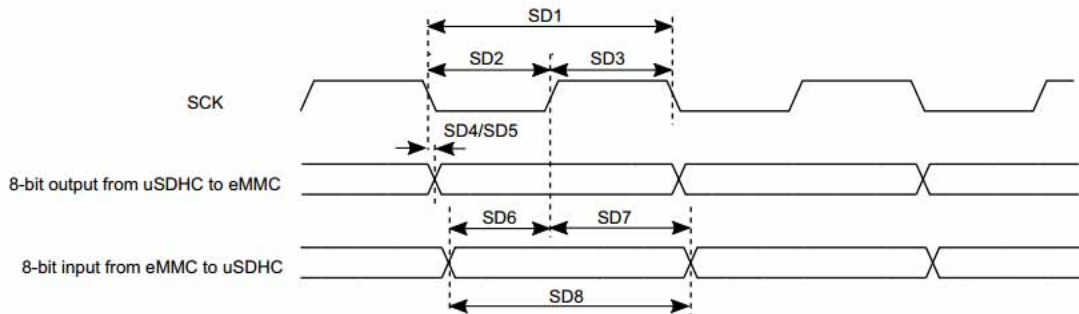 SD1
SD2 SD3
SCK
SD4/SD5
8-bit output from uSDHC to eMMC
SD6 SD7
8-bit input from eMMC to uSDHC
SD8